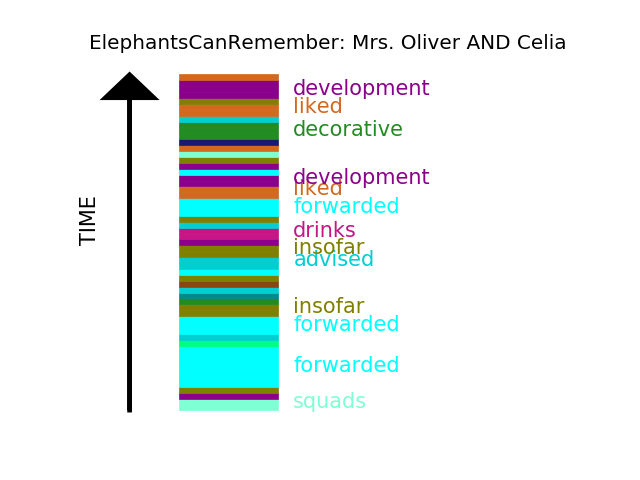 ElephantsCanRemember: Mrs. Oliver AND Celia
development
liked
decorative
development
liked
forwarded
TIME
drinks
insofar
advised
insofar
forwarded
forwarded
squads